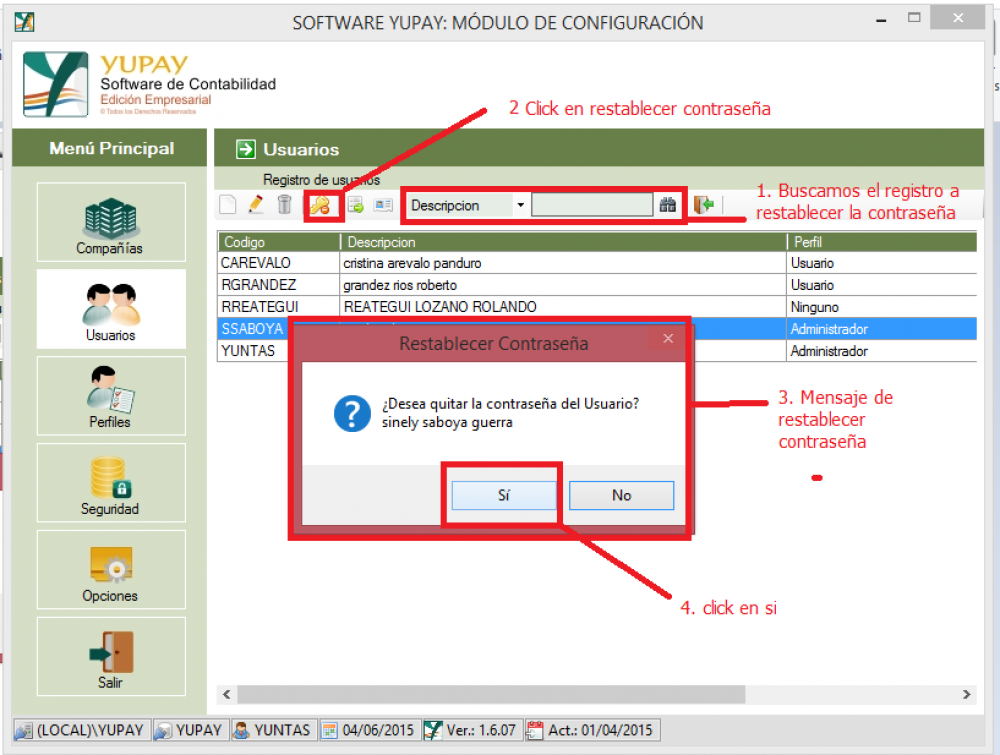 SOFTWARE YUPAY: MÓDULO DE CONFIGURACIÓN
YUPAY
Software de Contabilidad
Edición Empresarial
© Todos los Derechos Reservados
2 Click en restablecer contraseña
Menú Principal
Usuarios
Registro de usuarios
Descripcion
1. Buscamos el registro a
restablecer la contraseña
Compañías
Usuarios
Perfiles
Seguridad
Opciones
Salir
Codigo Descripcion Perfil
CAREVALO cristina arevalo panduro Usuario
RGRANDEZ grandez rios roberto Usuario
RREATEGUI REATEGUI LOZANO ROLANDO Ninguno
SSABOYA Administrador
YUNTAS Administrador
Restablecer Contraseña
¿Desea quitar la contraseña del Usuario?
sinely saboya guerra
Sí No
3. Mensaje de
restablecer
contraseña
4. click en si
(LOCAL)\YUPAY YUPAY YUNTAS 04/06/2015 Ver.: 1.6.07 Act.: 01/04/2015